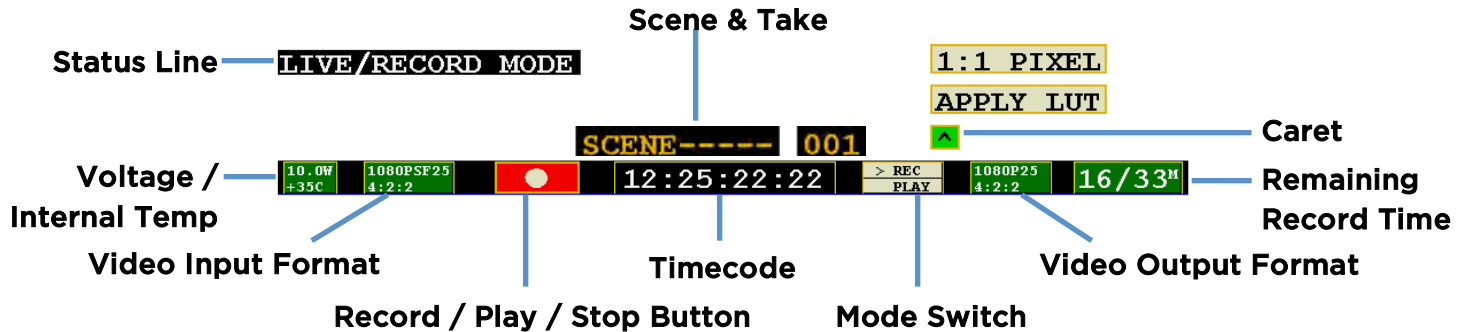 Scene & Take
Status Line
LIVE/RECORD MODE
1:1 PIXEL
APPLY LUT
SCENE-----
001
^
Caret
Voltage /
Internal Temp
10.0W
+35C
1080PSF25
4:2:2
12:25:22:22
> REC
PLAY
1080P25
4:2:2
16/33M
Remaining
Record Time
Video Input Format
Timecode
Video Output Format
Record / Play / Stop Button
Mode Switch